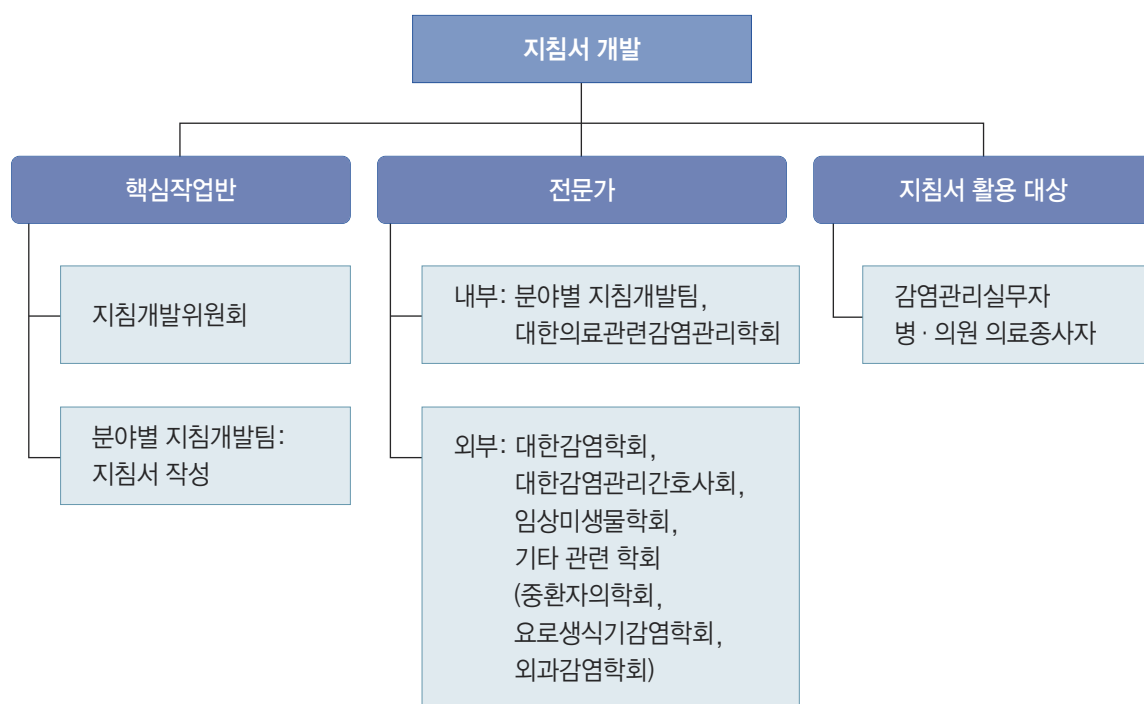 지침서 개발
핵심작업반
지침개발위원회
분야별 지침개발팀:
지침서 작성
전문가
내부: 분야별 지침개발팀,
대한의료관련감염관리학회
외부: 대한감염학회,
대한감염관리간호사회,
임상미생물학회,
기타 관련 학회
(중환자의학회,
요로생식기감염학회,
외과감염학회)
지침서 활용 대상
감염관리실무자
병·의원 의료종사자